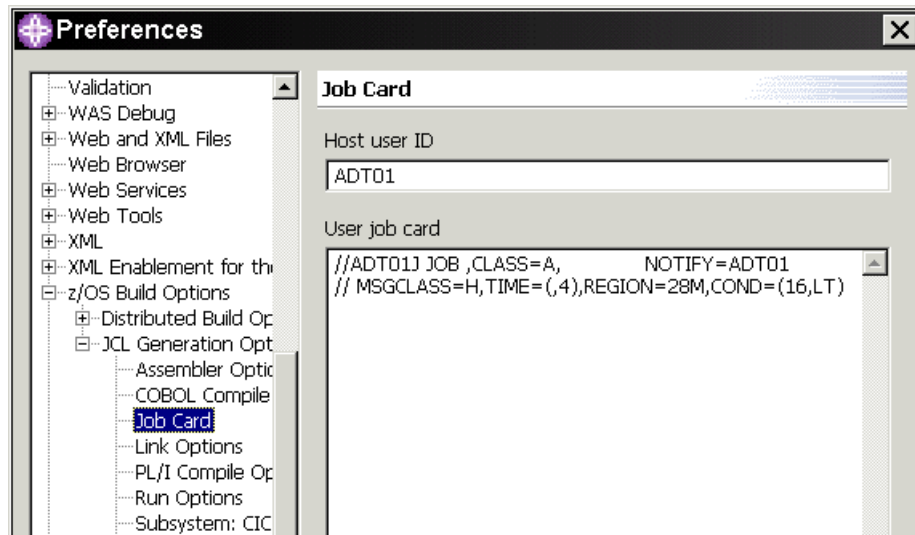 Preferences
Validation
WAS Debug
Web and XML Files
Web Browser
Web Services
Web Tools
XML
XML Enablement for the
z/OS Build Options
Distributed Build Op
JCL Generation Opt
Assembler Optio
COBOL Compile
Job Card
Link Options
PL/I Compile Op
Run Options
Subsystem: CIC
Job Card
Host user ID
ADT01
User job card
//ADT01J JOB ,CLASS=A,          NOTIFY=ADT01
// MSGCLASS=H,TIME=(,4),REGION=28M,COND=(16,LT)